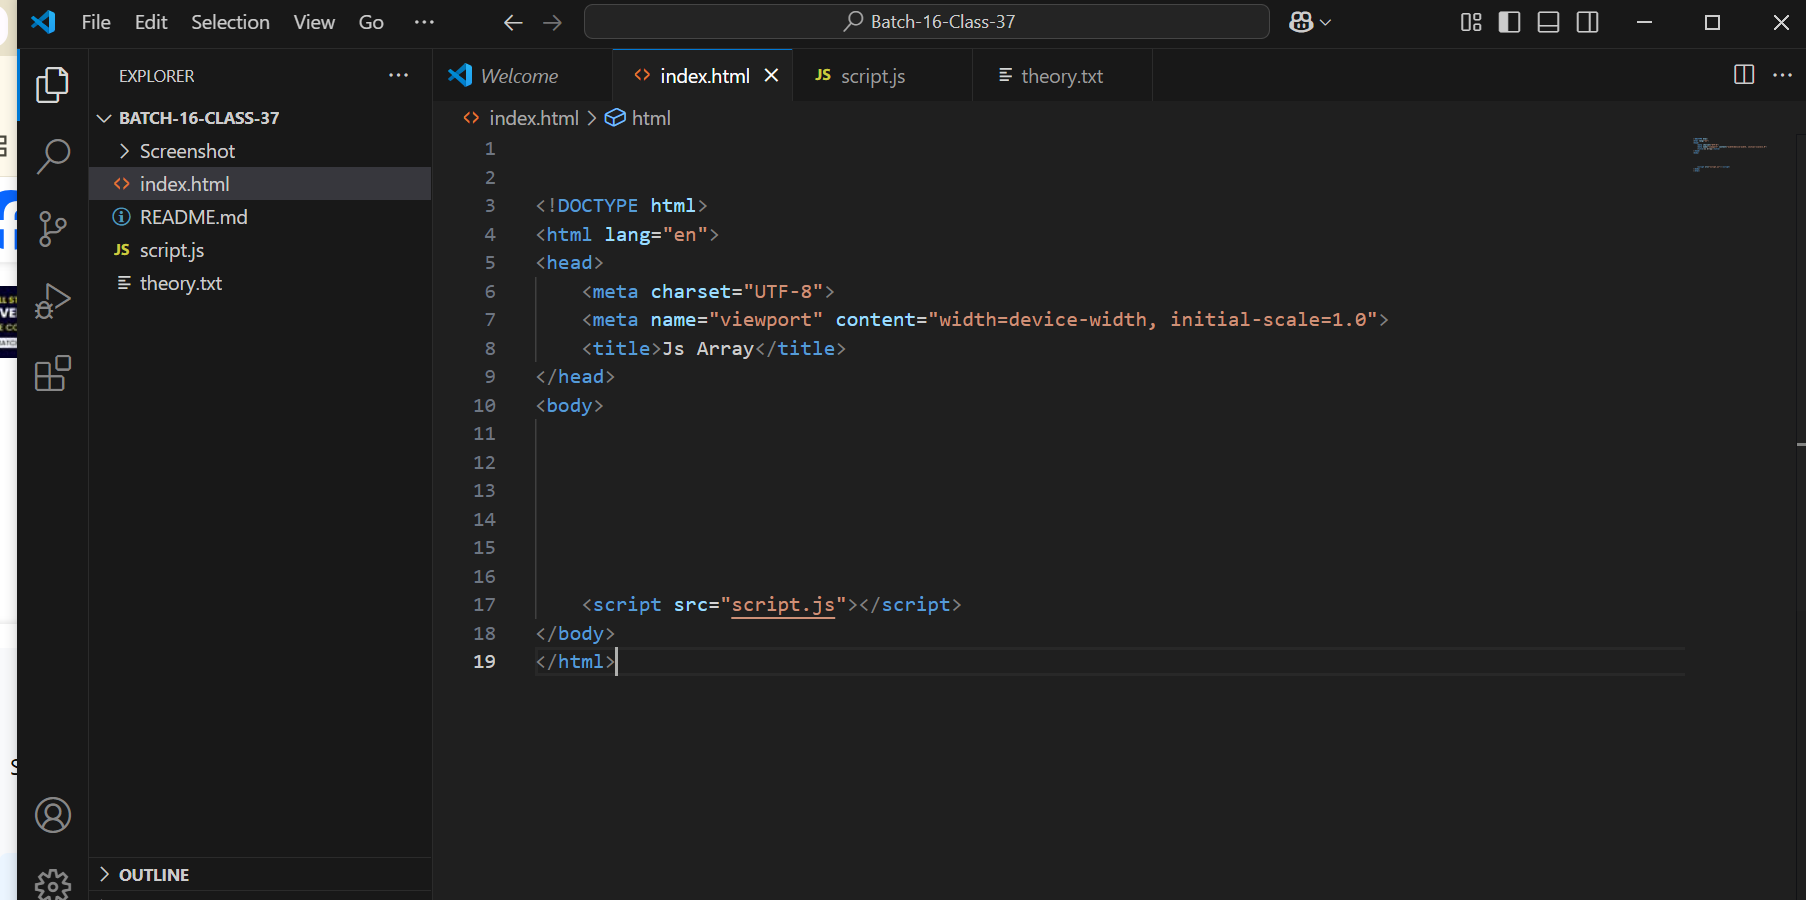 File Edit Selection View Go ··· Batch-16-Class-37
EXPLORER ···
BATCH-16-CLASS-37
Screenshot
index.html
README.md
JS script.js
theory.txt
OUTLINE
Welcome index.html JS script.js theory.txt
index.html > html
1
2
3 <!DOCTYPE html>
4 <html lang="en">
5 <head>
6 <meta charset="UTF-8">
7 <meta name="viewport" content="width=device-width, initial-scale=1.0">
8 <title>Js Array</title>
9 </head>
10 <body>
11
12
13
14
15
16
17 <script src="script.js"></script>
18 </body>
19 </html>